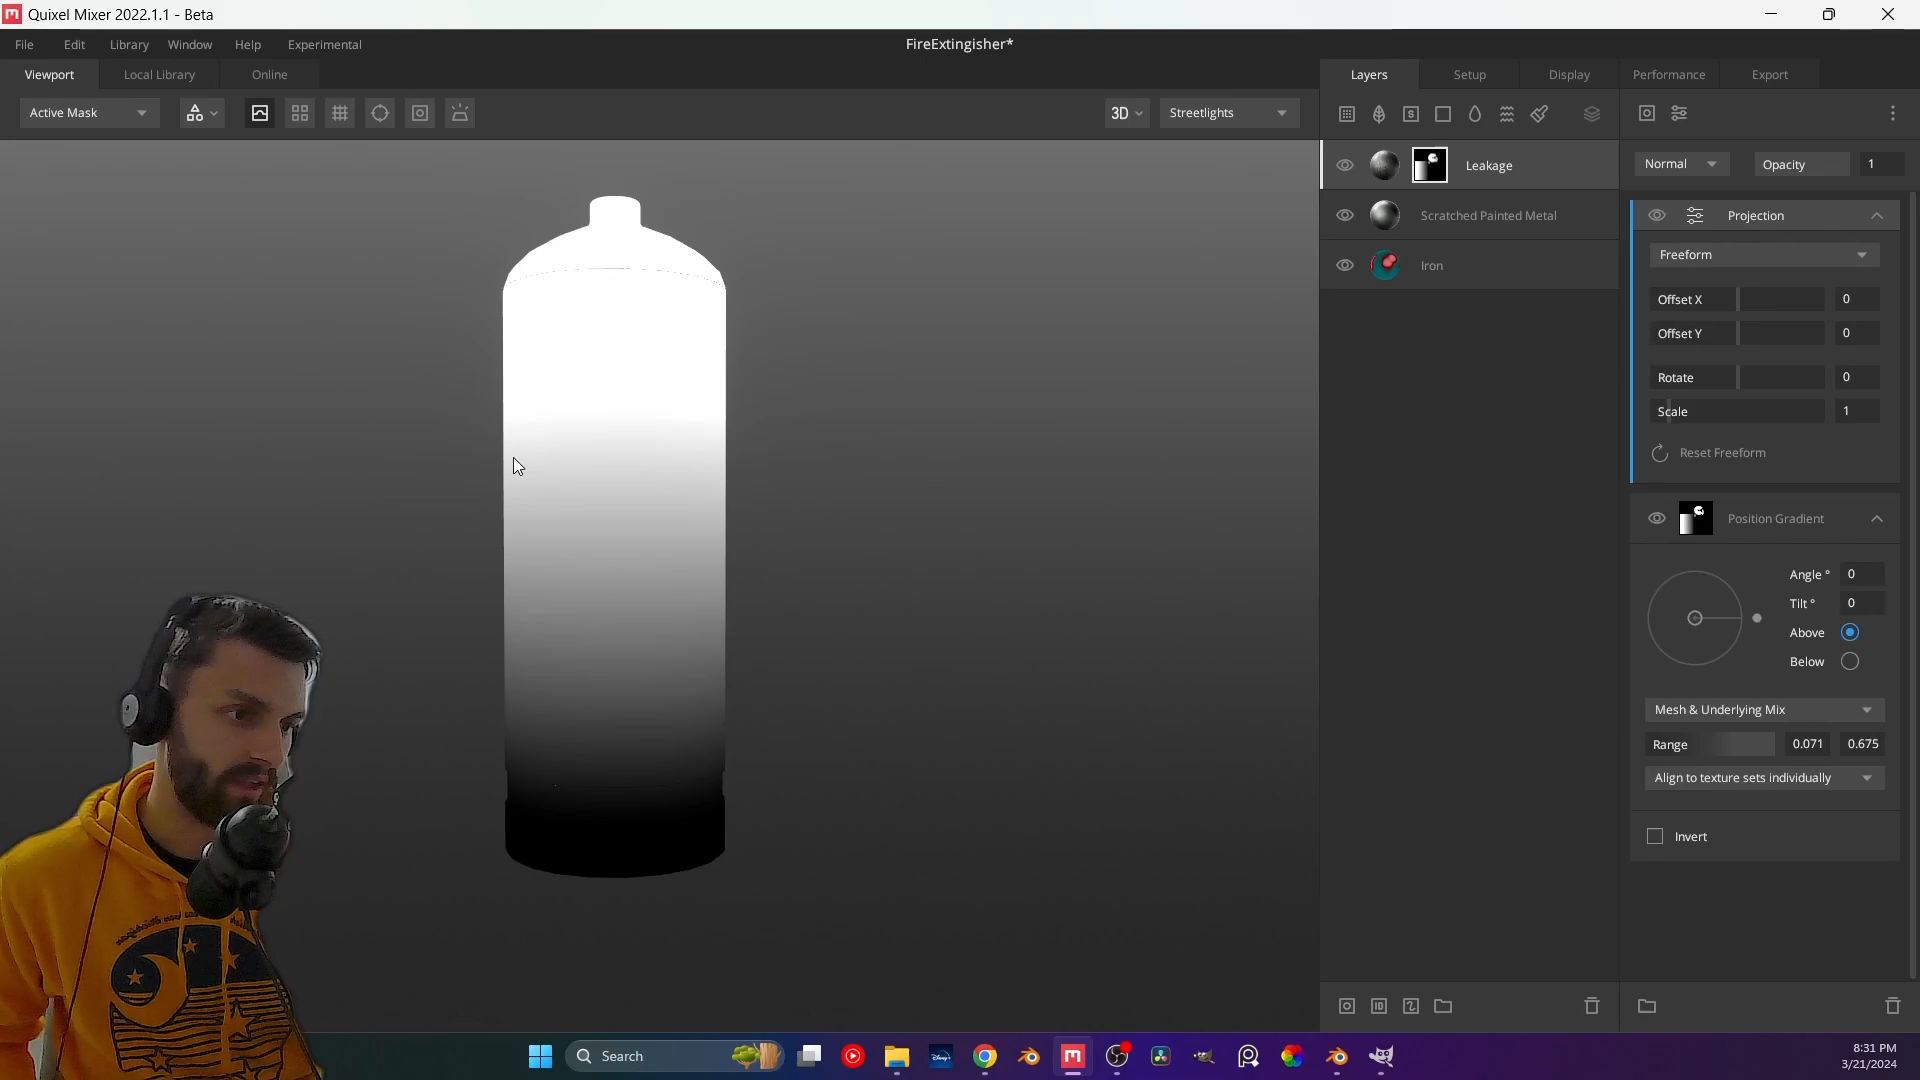 Quixel Mixer 2022.1.1 - Beta
File Edit Library Window Help Experimental
FireExtingisher*
Viewport Local Library Online
Layers Setup Display Performance Export
Active Mask
3D Streetlights
Leakage
Scratched Painted Metal
Iron
Normal Opacity 1
Projection
Freeform
Offset X 0
Offset Y 0
Rotate 0
Scale 1
Reset Freeform
Position Gradient
Angle ° 0
Tilt ° 0
Above
Below
Mesh & Underlying Mix
Range 0.071 0.675
Align to texture sets individually
Invert
Search
8:31 PM
3/21/2024